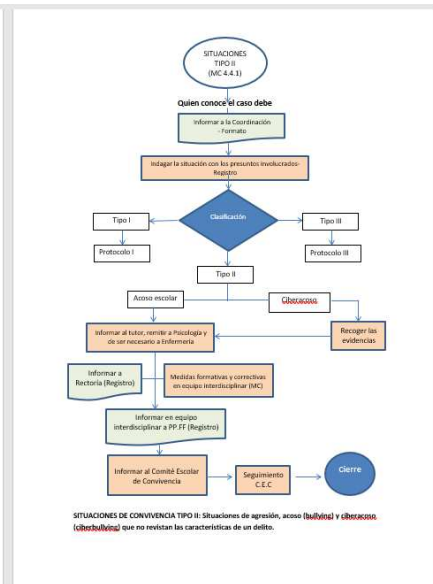 SITUACIONES
TIPO II
(MC 4.4.1)
Quien conoce el caso debe
Informar a la Coordinación
- Formato
Indagar la situación con los presuntos involucrados-
Registro
Clasificación
Tipo I
Tipo III
Protocolo I
Protocolo III
Tipo II
Acoso escolar
Ciberacoso
Informar al tutor, remitir a Psicología y
de ser necesario a Enfermería
Recoger las
evidencias
Informar a
Rectoría (Registro)
Medidas formativas y correctivas
en equipo interdisciplinar (MC)
Informar en equipo
interdisciplinar a PP.FF (Registro)
Informar al Comité Escolar
de Convivencia
Seguimiento
C.E.C
Cierre
SITUACIONES DE CONVIVENCIA TIPO II: Situaciones de agresión, acoso (bullying) y ciberacoso
(ciberbullying) que no revistan las características de un delito.